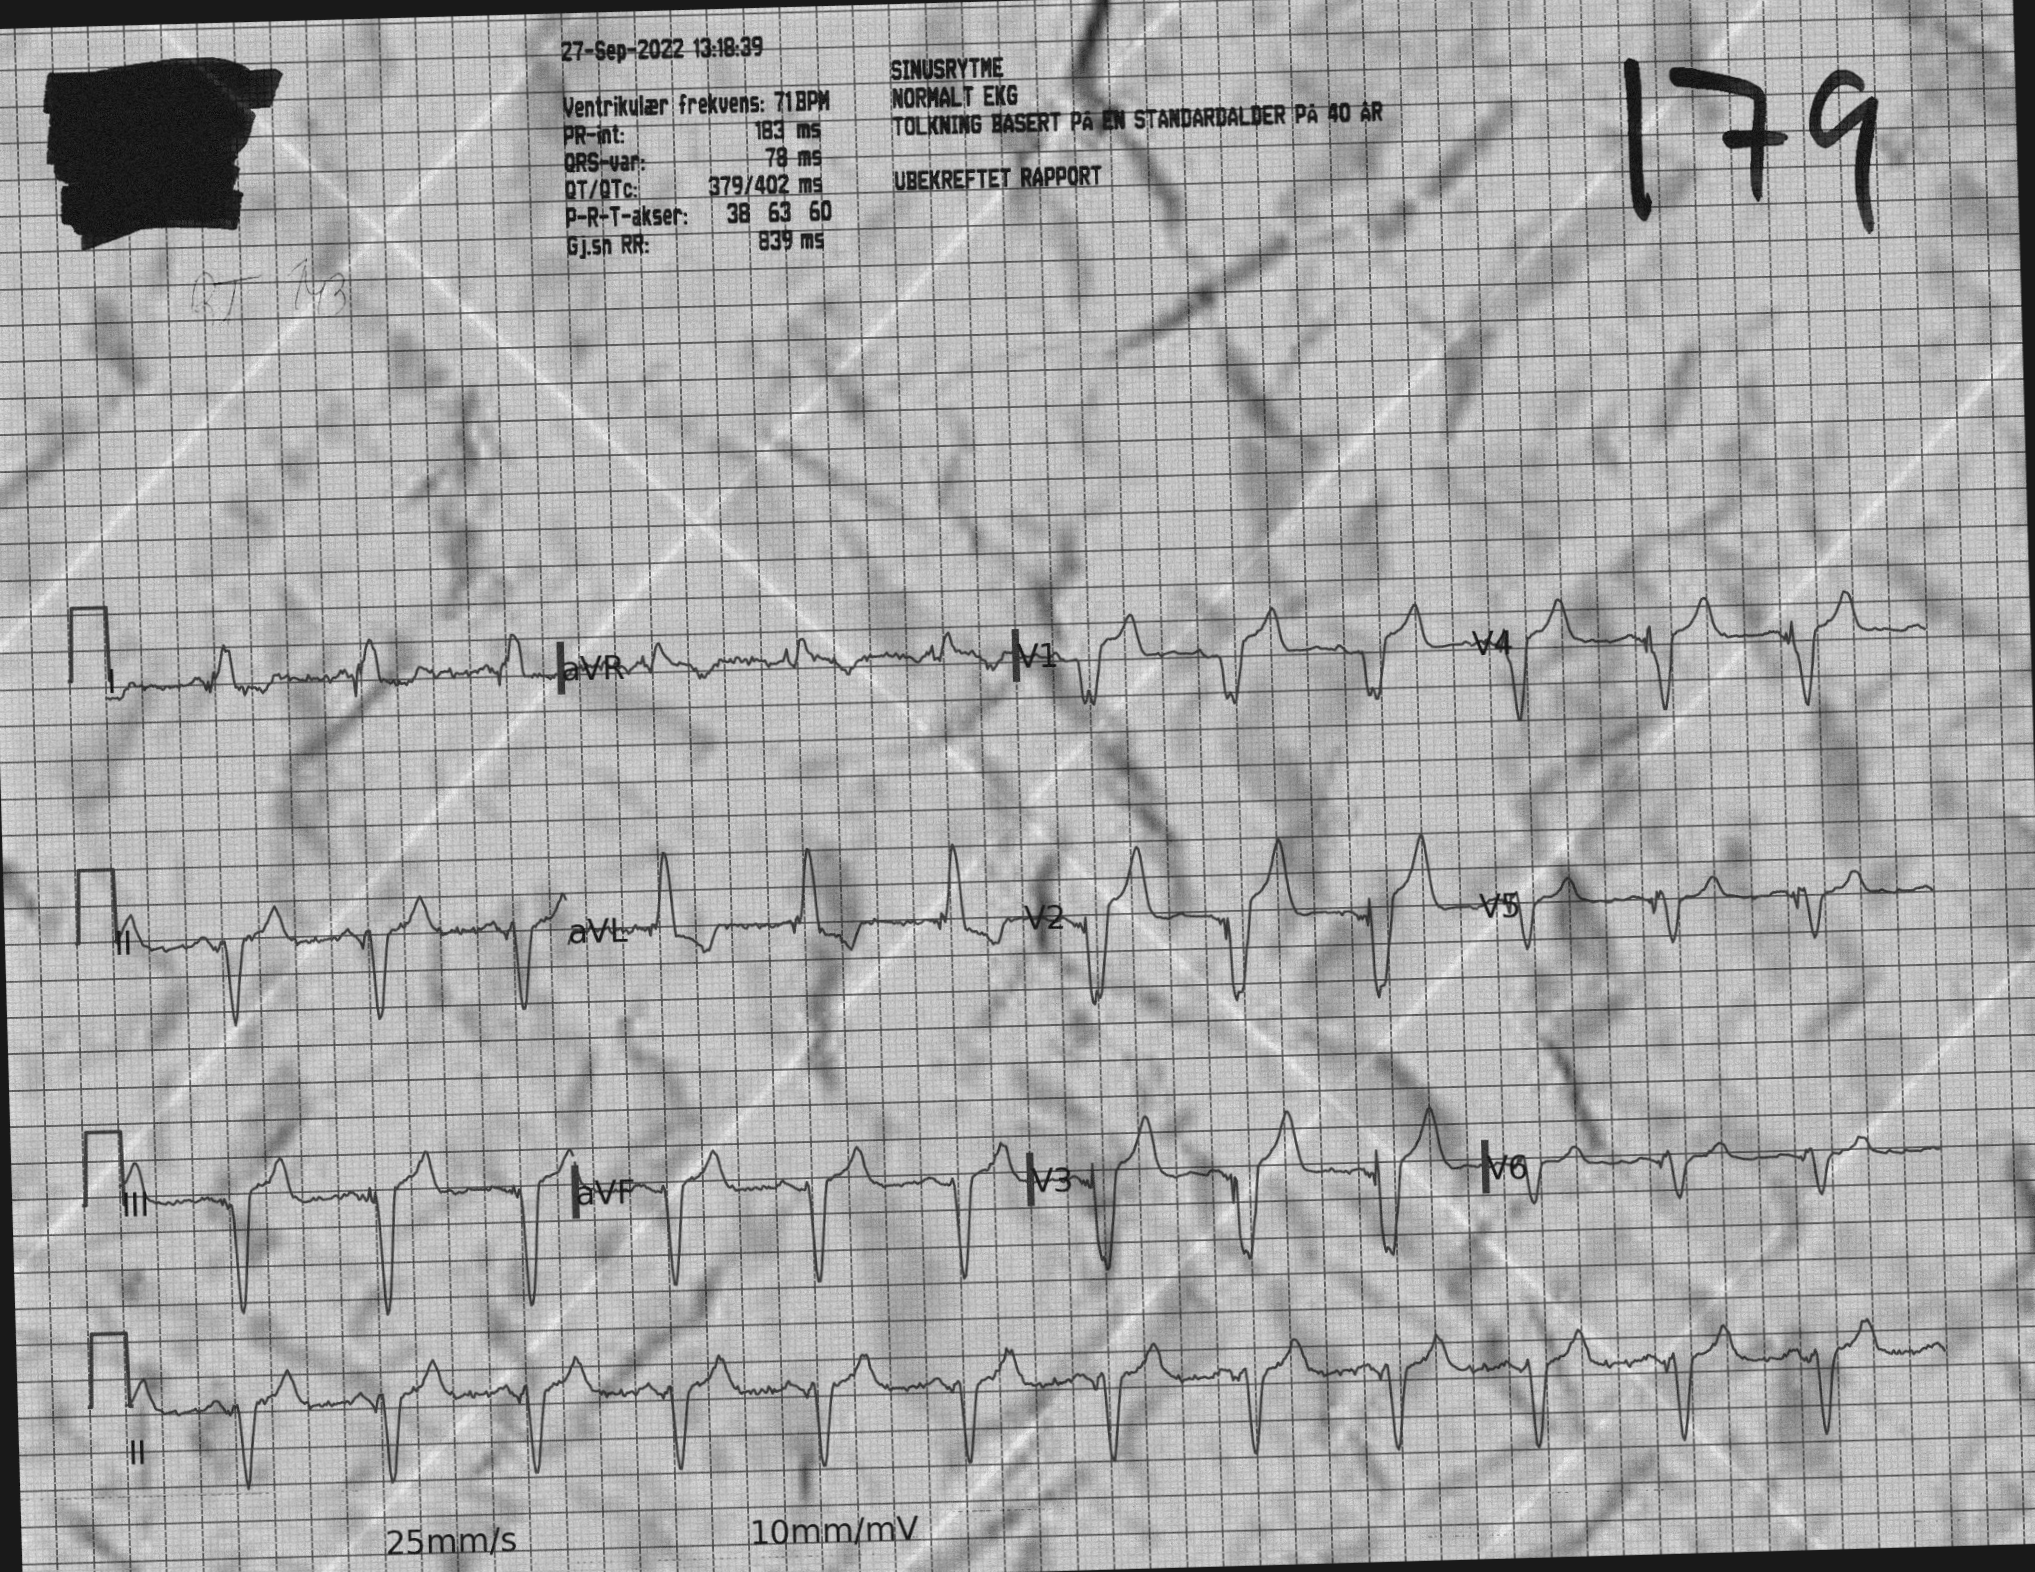 27-Sep-2022 13:18:39
Ventrikulær frekvens: 71 BPM
PR-int: 183 ms
QRS-var: 78 ms
QT/QTc: 379/402 ms
P-R-T-akser: 38 63 60
Gj.sn RR: 839 ms
SINUSRYTME
NORMALT EKG
TOLKNING BASERT PÅ EN STANDARDALDER PÅ 40 ÅR
UBEKREFTET RAPPORT
179
I aVR V1 V4
II aVL V2 V5
III aVF V3 V6
II
25mm/s 10mm/mV